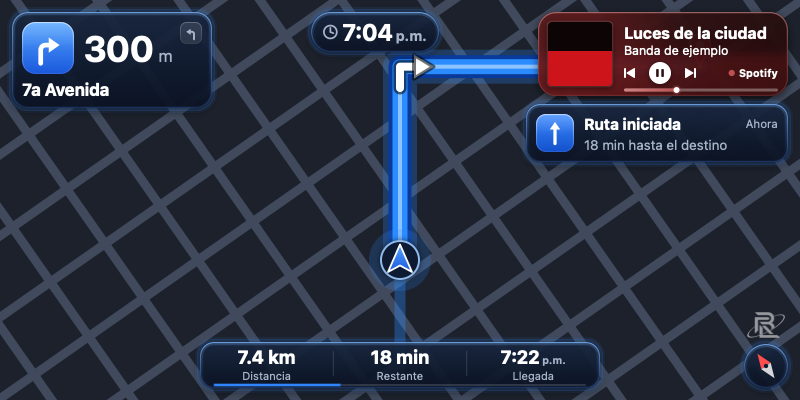 300 m
7a Avenida
7:04 p.m.
Luces de la ciudad
Banda de ejemplo
Spotify
Ruta iniciada
Ahora
18 min hasta el destino
7.4 km
Distancia
18 min
Restante
7:22 p.m.
Llegada